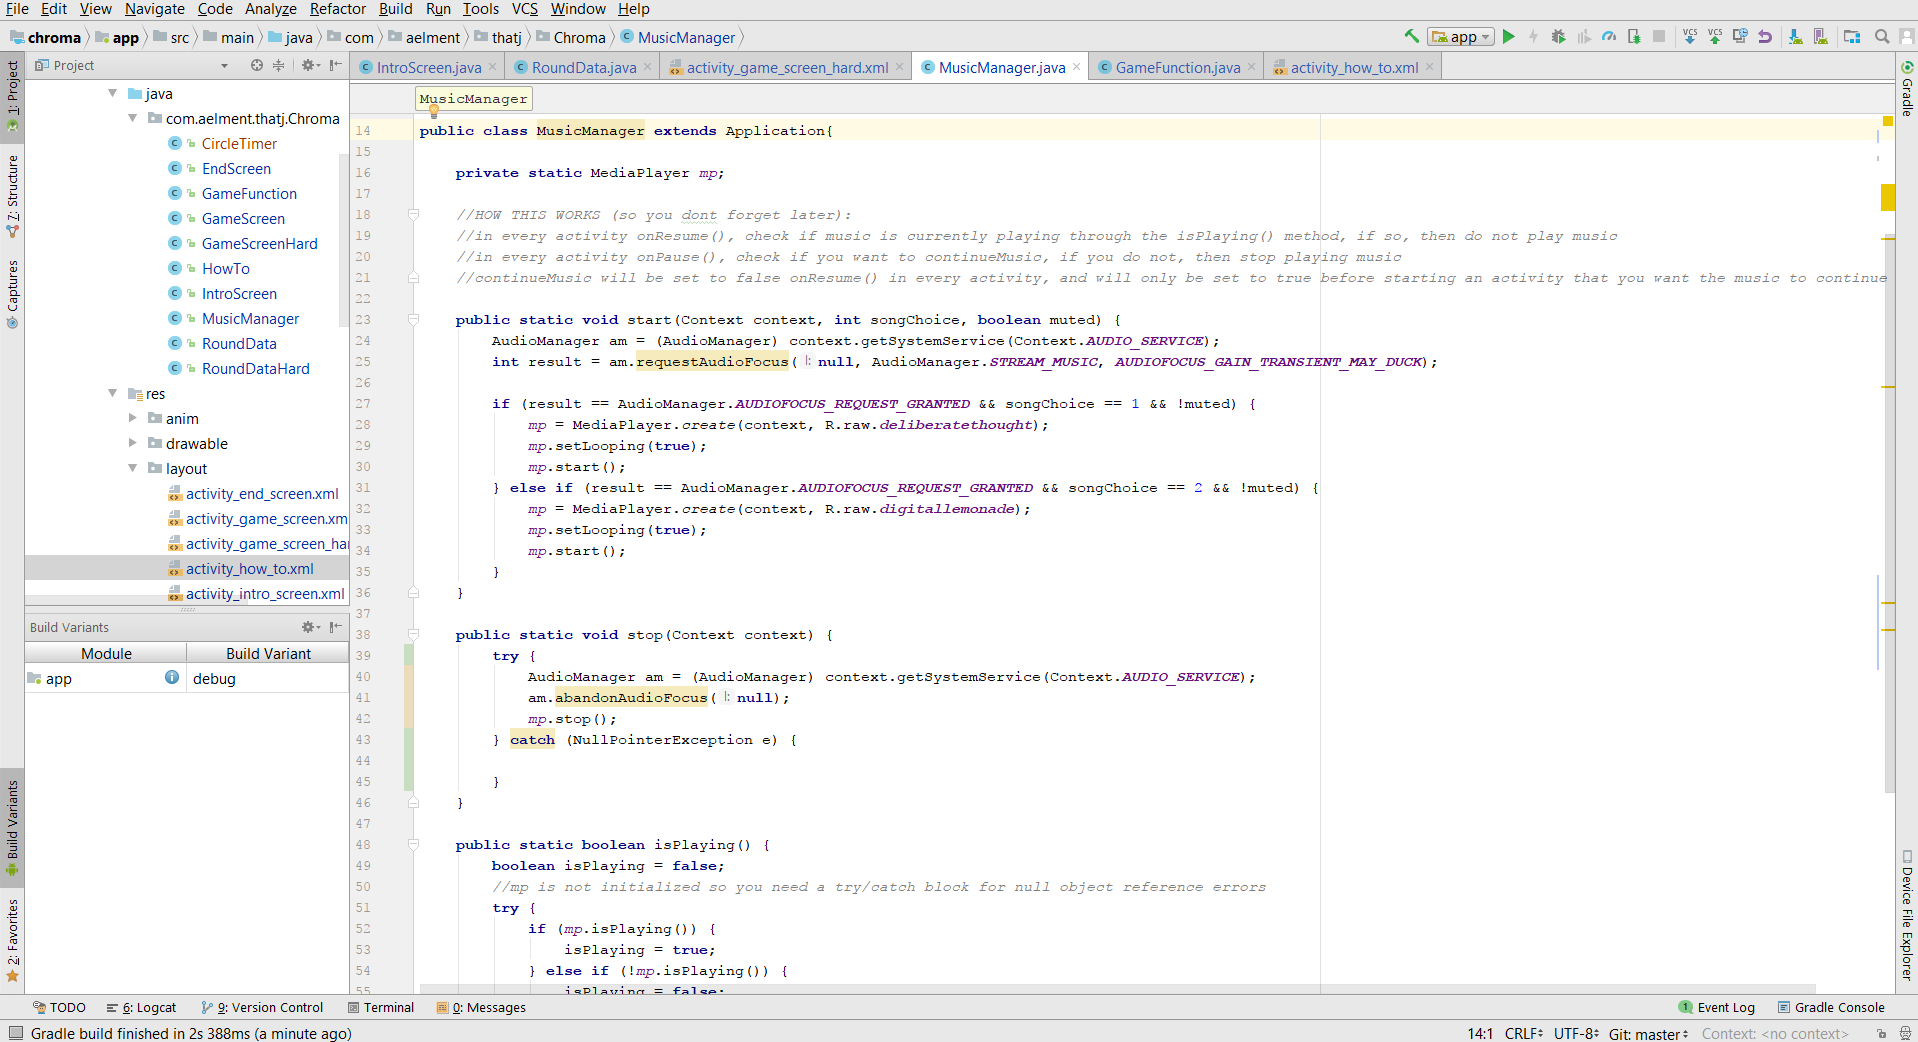 File Edit View Navigate Code Analyze Refactor Build Run Tools VCS Window Help
chroma app src main java com aelment thatj Chroma MusicManager
app
VCS VCS
Project
IntroScreen.java RoundData.java activity_game_screen_hard.xml MusicManager.java GameFunction.java activity_how_to.xml
1: Project
7: Structure
Captures
Build Variants
2: Favorites
java
com.aelment.thatj.Chroma
CircleTimer
EndScreen
GameFunction
GameScreen
GameScreenHard
HowTo
IntroScreen
MusicManager
RoundData
RoundDataHard
res
anim
drawable
layout
activity_end_screen.xml
activity_game_screen.xm
activity_game_screen_ha
activity_how_to.xml
activity_intro_screen.xml
Build Variants
Module Build Variant
app debug
MusicManager
14 public class MusicManager extends Application{
15
16 private static MediaPlayer mp;
17
18 //HOW THIS WORKS (so you dont forget later):
19 //in every activity onResume(), check if music is currently playing through the isPlaying() method, if so, then do not play music
20 //in every activity onPause(), check if you want to continueMusic, if you do not, then stop playing music
21 //continueMusic will be set to false onResume() in every activity, and will only be set to true before starting an activity that you want the music to continue
22
23 public static void start(Context context, int songChoice, boolean muted) {
24 AudioManager am = (AudioManager) context.getSystemService(Context.AUDIO_SERVICE);
25 int result = am.requestAudioFocus( l: null, AudioManager.STREAM_MUSIC, AUDIOFOCUS_GAIN_TRANSIENT_MAY_DUCK);
26
27 if (result == AudioManager.AUDIOFOCUS_REQUEST_GRANTED && songChoice == 1 && !muted) {
28 mp = MediaPlayer.create(context, R.raw.deliberatethought);
29 mp.setLooping(true);
30 mp.start();
31 } else if (result == AudioManager.AUDIOFOCUS_REQUEST_GRANTED && songChoice == 2 && !muted) {
32 mp = MediaPlayer.create(context, R.raw.digitallemonade);
33 mp.setLooping(true);
34 mp.start();
35 }
36 }
37
38 public static void stop(Context context) {
39 try {
40 AudioManager am = (AudioManager) context.getSystemService(Context.AUDIO_SERVICE);
41 am.abandonAudioFocus( l: null);
42 mp.stop();
43 } catch (NullPointerException e) {
44
45 }
46 }
47
48 public static boolean isPlaying() {
49 boolean isPlaying = false;
50 //mp is not initialized so you need a try/catch block for null object reference errors
51 try {
52 if (mp.isPlaying()) {
53 isPlaying = true;
54 } else if (!mp.isPlaying()) {
55 isPlaying = false;
Gradle
Device File Explorer
TODO 6: Logcat 9: Version Control Terminal 0: Messages 1 Event Log Gradle Console
Gradle build finished in 2s 388ms (a minute ago) 14:1 CRLF UTF-8 Git: master Context: <no context>